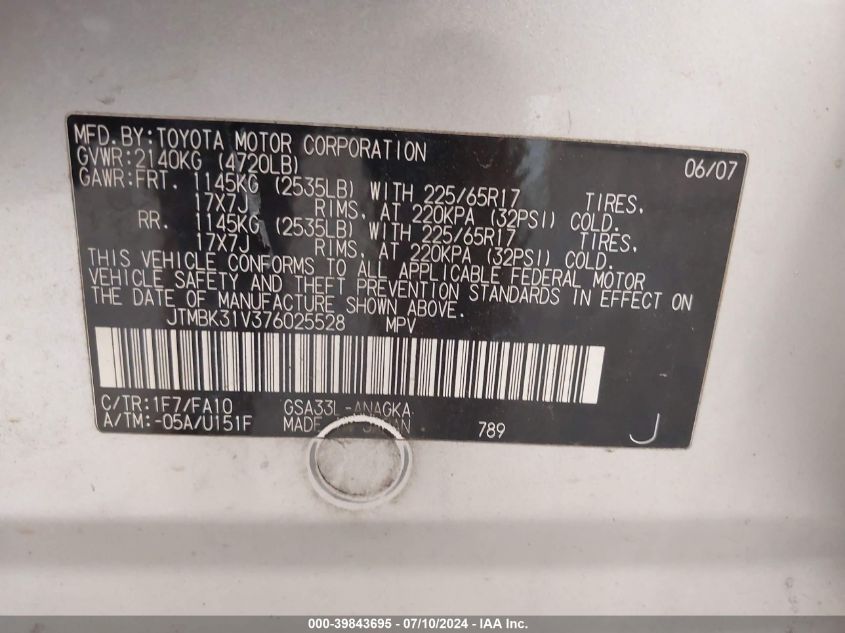 MFD.BY:TOYOTA MOTOR CORPORATION 06/07
GVWR:2140KG (4720LB)
GAWR:FRT. 1145KG (2535LB) WITH 225/65R17 TIRES,
17X7J RIMS, AT 220KPA (32PSI) COLD.
RR. 1145KG (2535LB) WITH 225/65R17 TIRES,
17X7J RIMS, AT 220KPA (32PSI) COLD.
THIS VEHICLE CONFORMS TO ALL APPLICABLE FEDERAL MOTOR
VEHICLE SAFETY AND THEFT PREVENTION STANDARDS IN EFFECT ON
THE DATE OF MANUFACTURE SHOWN ABOVE.
JTMBK31V376025528 MPV
C/TR:1F7/FA10 GSA33L-ANAGKA
A/TM:-05A/U151F MADE IN JAPAN 789 J
000-39843695 - 07/10/2024 - IAA Inc.